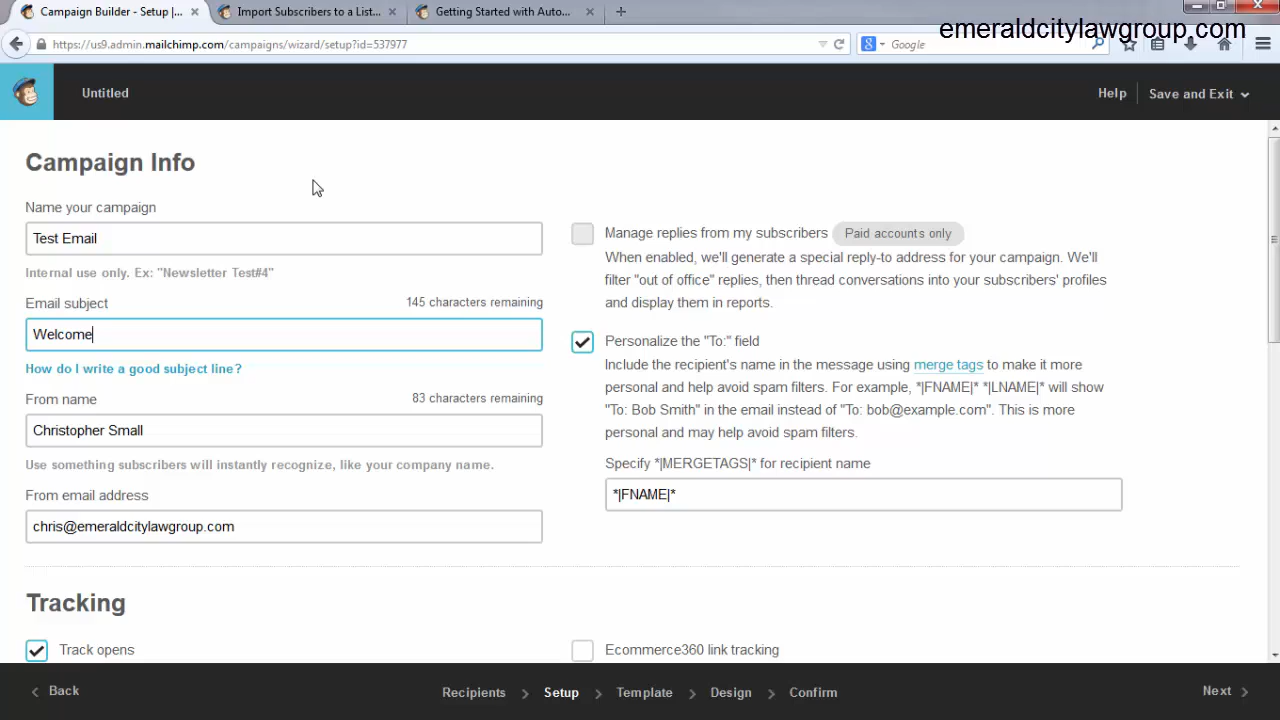 Campaign Builder - Setup |...
Import Subscribers to a List...
Getting Started with Auto...
emeraldcitylawgroup.com
https://us9.admin.mailchimp.com/campaigns/wizard/setup?id=537977
Google
Untitled
Help
Save and Exit
Campaign Info
Name your campaign
Test Email
Internal use only. Ex: "Newsletter Test#4"
Email subject
145 characters remaining
Welcome
How do I write a good subject line?
From name
83 characters remaining
Christopher Small
Use something subscribers will instantly recognize, like your company name.
From email address
chris@emeraldcitylawgroup.com
Manage replies from my subscribers
Paid accounts only
When enabled, we'll generate a special reply-to address for your campaign. We'll
filter "out of office" replies, then thread conversations into your subscribers' profiles
and display them in reports.
Personalize the "To:" field
Include the recipient's name in the message using merge tags to make it more
personal and help avoid spam filters. For example, *|FNAME|* *|LNAME|* will show
"To: Bob Smith" in the email instead of "To: bob@example.com". This is more
personal and may help avoid spam filters.
Specify *|MERGETAGS|* for recipient name
*|FNAME|*
Tracking
Track opens
Ecommerce360 link tracking
Back
Recipients
Setup
Template
Design
Confirm
Next